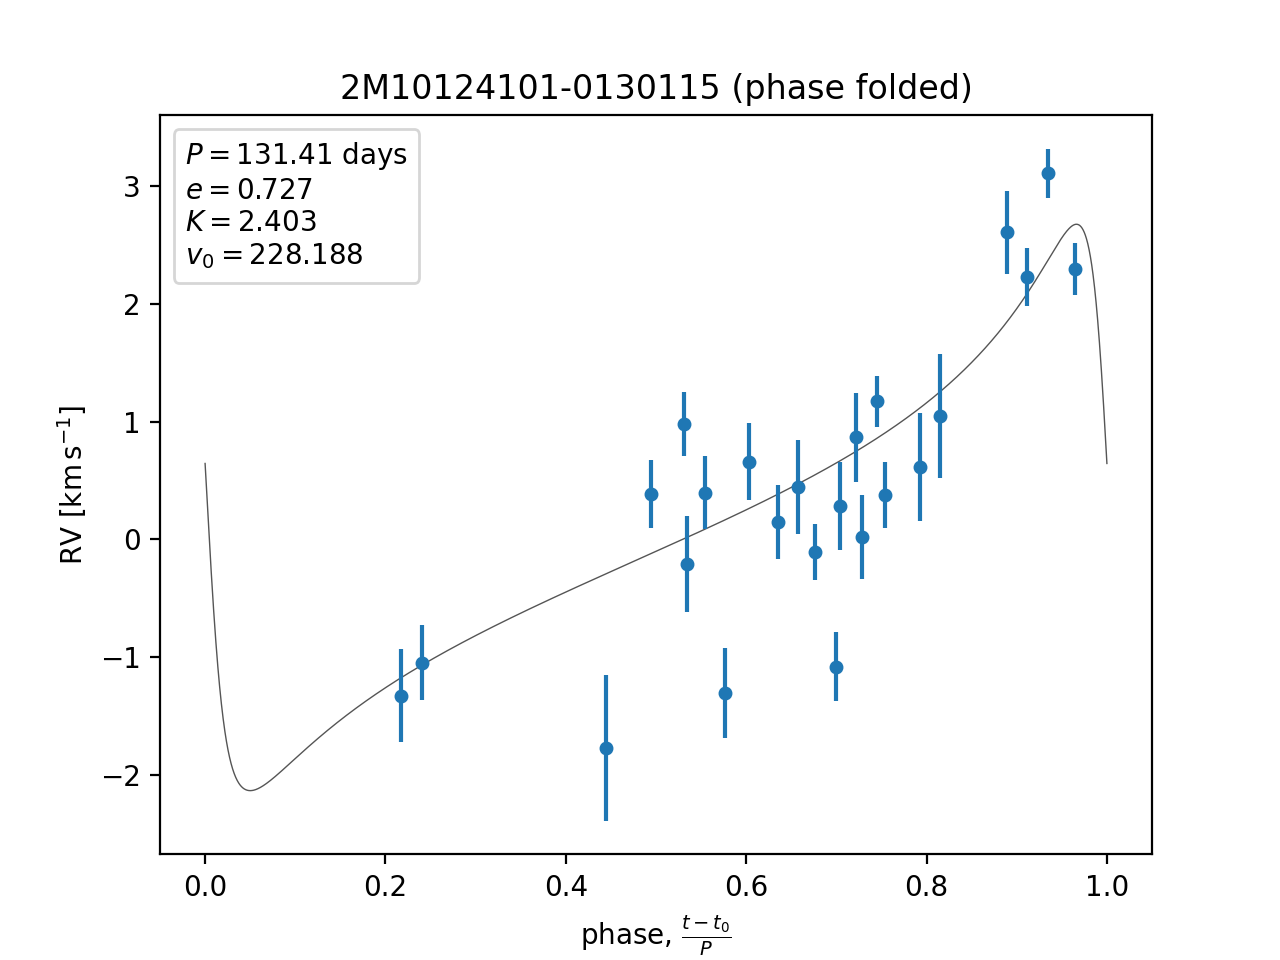 2M10124101-0130115 (phase folded)
P = 131.41 days
e = 0.727
K = 2.403
v₀ = 228.188
RV [km s⁻¹]
3
2
1
0
−1
−2
0.0 0.2 0.4 0.6 0.8 1.0
phase, (t − t₀)/P